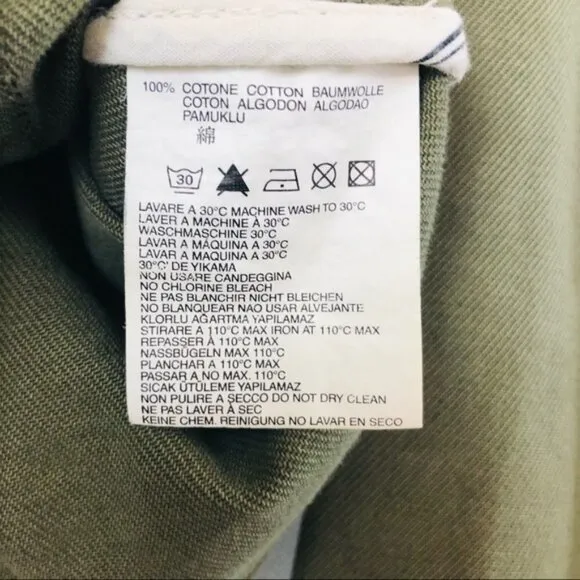 100% COTONE COTTON BAUMWOLLE
COTON ALGODON ALGODAO
PAMUKLU
綿
30
LAVARE A 30°C MACHINE WASH TO 30°C
LAVER A MACHINE À 30°C
WASCHMASCHINE 30°C
LAVAR A MÁQUINA A 30°C
LAVAR A MAQUINA A 30°C
30°C' DE YIKAMA
NON USARE CANDEGGINA
NO CHLORINE BLEACH
NE PAS BLANCHIR NICHT BLEICHEN
NO BLANQUEAR NAO USAR ALVEJANTE
KLORLU AĞARTMA YAPILAMAZ
STIRARE A 110°C MAX IRON AT 110°C MAX
REPASSER À 110°C MAX
NASSBÜGELN MAX 110°C
PLANCHAR A 110°C MAX
PASSAR A NO MAX. 110°C
SICAK ÜTÜLEME YAPILAMAZ
NON PULIRE A SECCO DO NOT DRY CLEAN
NE PAS LAVER À SEC
KEINE CHEM. REINIGUNG NO LAVAR EN SECO